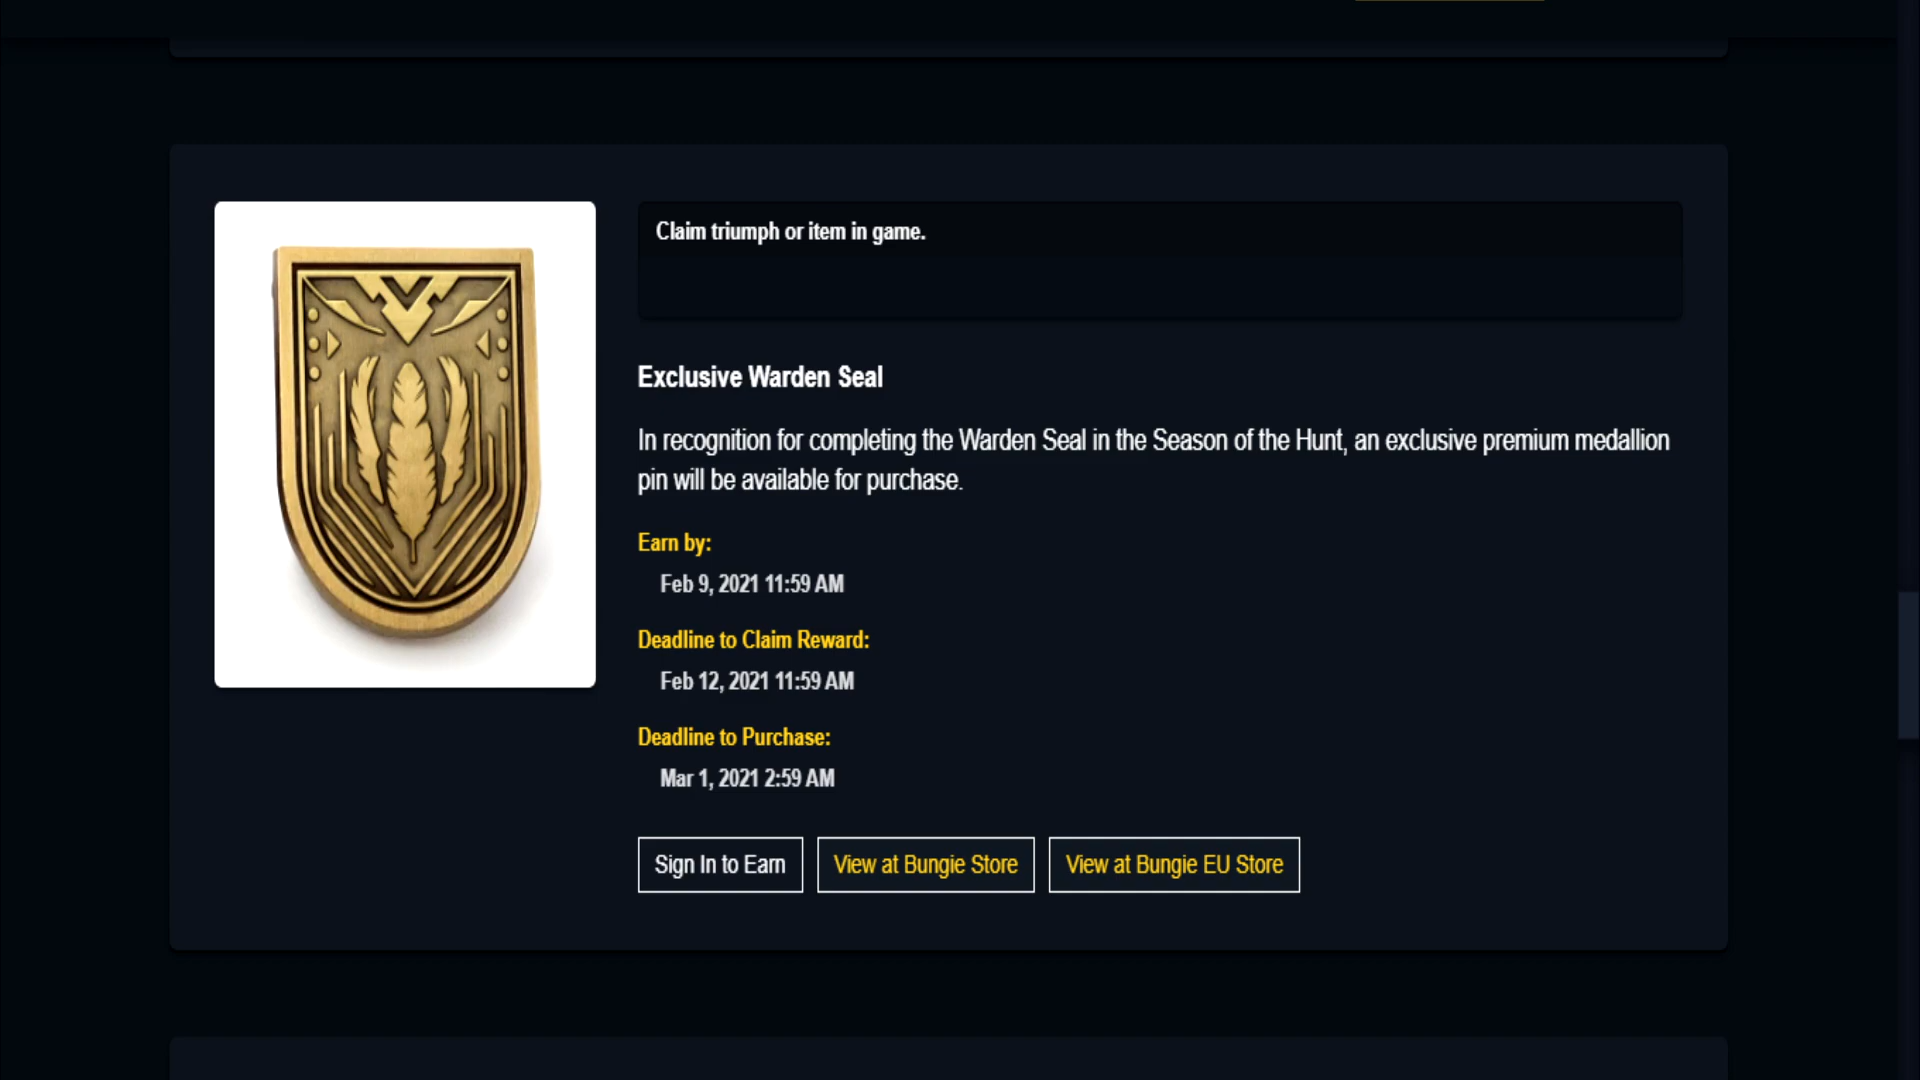 Claim triumph or item in game.
Exclusive Warden Seal
In recognition for completing the Warden Seal in the Season of the Hunt, an exclusive premium medallion
pin will be available for purchase.
Earn by:
Feb 9, 2021 11:59 AM
Deadline to Claim Reward:
Feb 12, 2021 11:59 AM
Deadline to Purchase:
Mar 1, 2021 2:59 AM
Sign In to Earn
View at Bungie Store
View at Bungie EU Store